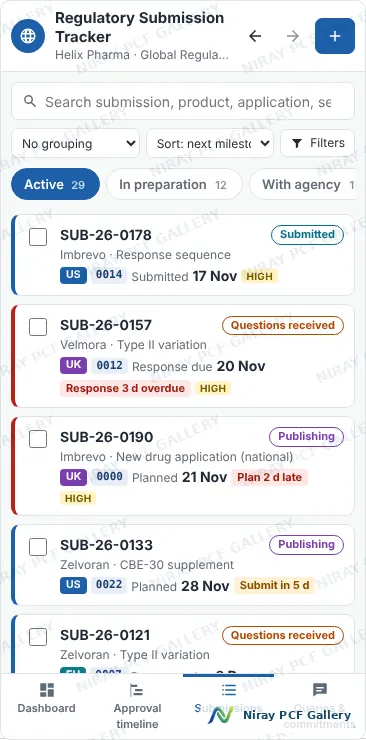 Regulatory Submission
Tracker
Helix Pharma · Global Regula...
Search submission, product, application, se
No grouping
Sort: next milesto
Filters
Active 29
In preparation 12
With agency 1
SUB-26-0178
Submitted
Imbrevo · Response sequence
US 0014 Submitted 17 Nov HIGH
SUB-26-0157
Questions received
Velmora · Type II variation
UK 0012 Response due 20 Nov
Response 3 d overdue HIGH
SUB-26-0190
Publishing
Imbrevo · New drug application (national)
UK 0000 Planned 21 Nov Plan 2 d late
HIGH
SUB-26-0133
Publishing
Zelvoran · CBE-30 supplement
US 0022 Planned 28 Nov Submit in 5 d
SUB-26-0121
Questions received
Zelvoran · Type II variation
Dashboard
Approval
timeline
Submissions
Queries &
Niray PCF Gallery